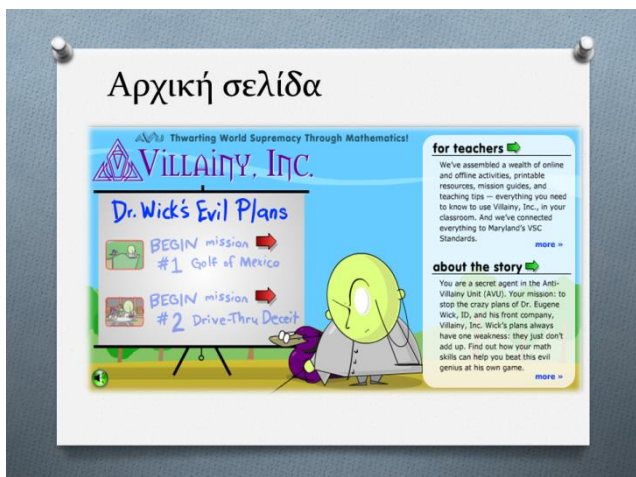 Αρχική σελίδα
AVU Thwarting World Supremacy Through Mathematics!
VILLAINY, INC.
Dr. Wick's Evil Plans
BEGIN mission
#1 Golf of Mexico
BEGIN mission
#2 Drive-Thru Deceit
for teachers
We've assembled a wealth of online
and offline activities, printable
resources, mission guides, and
teaching tips — everything you need
to know to use Villainy, Inc., in your
classroom. And we've connected
everything to Maryland's VSC
Standards.
more »
about the story
You are a secret agent in the Anti-
Villainy Unit (AVU). Your mission: to
stop the crazy plans of Dr. Eugene
Wick, ID, and his front company,
Villainy, Inc. Wick's plans always
have one weakness: they just don't
add up. Find out how your math
skills can help you beat this evil
genius at his own game.
more »